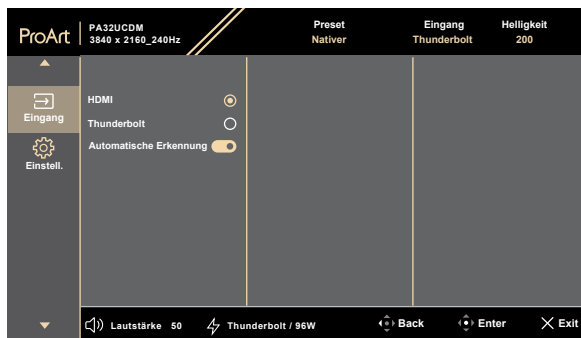 ProArt
PA32UCDM
3840 x 2160_240Hz
Preset
Nativer
Eingang
Thunderbolt
Helligkeit
200
Eingang
Einstell.
HDMI
Thunderbolt
Automatische Erkennung
Lautstärke 50
Thunderbolt / 96W
Back
Enter
Exit